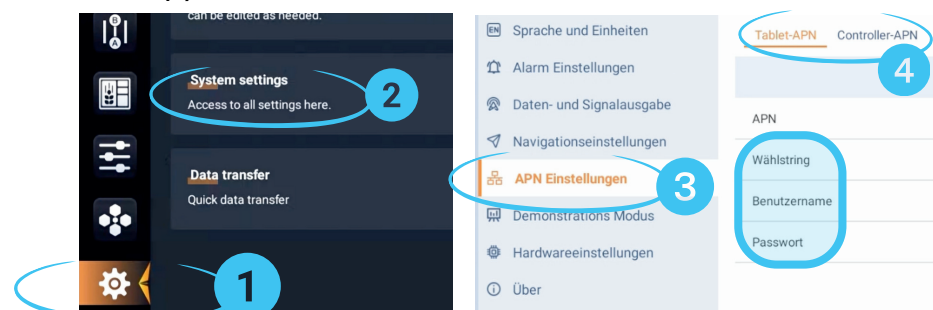 can be edited as needed.
System settings
Access to all settings here.
2
Data transfer
Quick data transfer
1
EN Sprache und Einheiten
Alarm Einstellungen
Daten- und Signalausgabe
Navigationseinstellungen
APN Einstellungen
3
Demonstrations Modus
Hardwareeinstellungen
Über
Tablet-APN Controller-APN
4
APN
Wählstring
Benutzername
Passwort
B
A